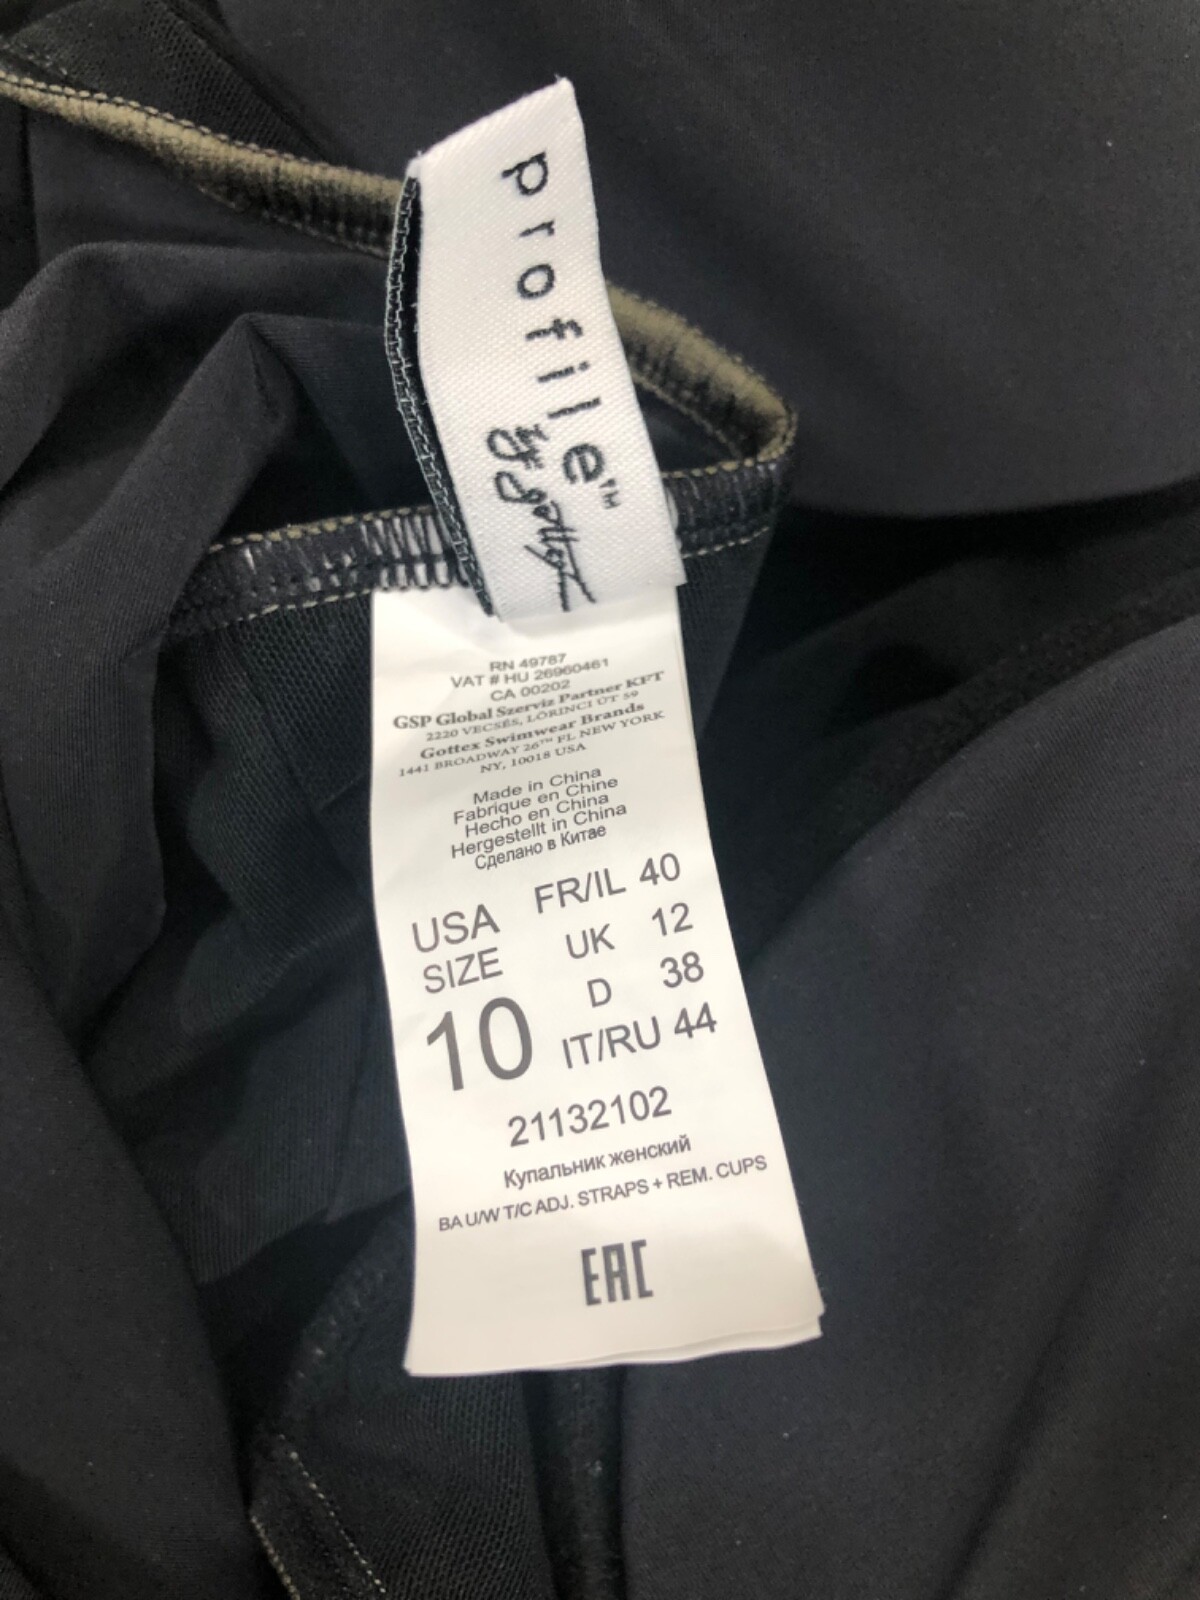 profile™
by gottex
RN 49787
VAT # HU 26960461
CA 00202
GSP Global Szerviz Partner KFT
2220 VECSÉS, LŐRINCI ÚT 59
Gottex Swimwear Brands
1441 BROADWAY 26TH FL NEW YORK
NY, 10018 USA
Made in China
Fabrique en Chine
Hecho en China
Hergestellt in China
Сделано в Китае
USA SIZE 10
FR/IL 40
UK 12
D 38
IT/RU 44
21132102
Купальник женский
BA U/W T/C ADJ. STRAPS + REM. CUPS
EAC